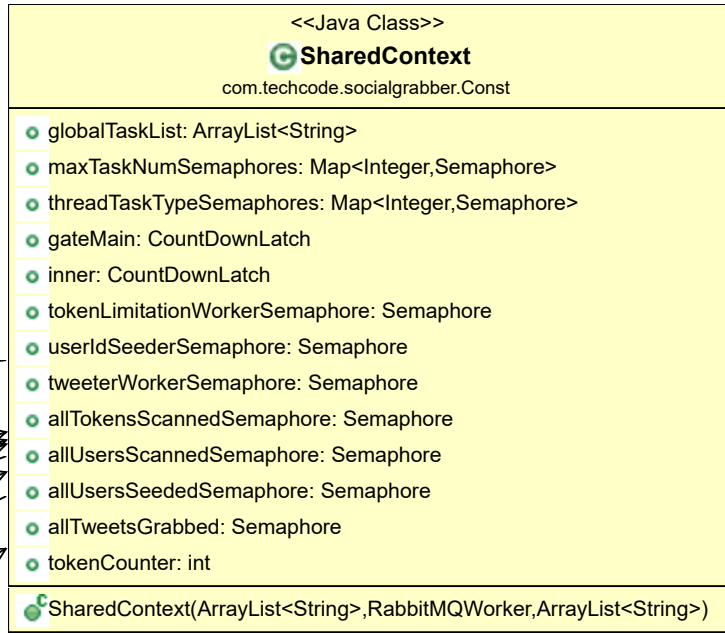 <<Java Class>>
SharedContext
com.techcode.socialgrabber.Const
globalTaskList: ArrayList<String>
maxTaskNumSemaphores: Map<Integer,Semaphore>
threadTaskTypeSemaphores: Map<Integer,Semaphore>
gateMain: CountDownLatch
inner: CountDownLatch
tokenLimitationWorkerSemaphore: Semaphore
userIdSeederSemaphore: Semaphore
tweeterWorkerSemaphore: Semaphore
allTokensScannedSemaphore: Semaphore
allUsersScannedSemaphore: Semaphore
allUsersSeededSemaphore: Semaphore
allTweetsGrabbed: Semaphore
tokenCounter: int
SharedContext(ArrayList<String>,RabbitMQWorker,ArrayList<String>)